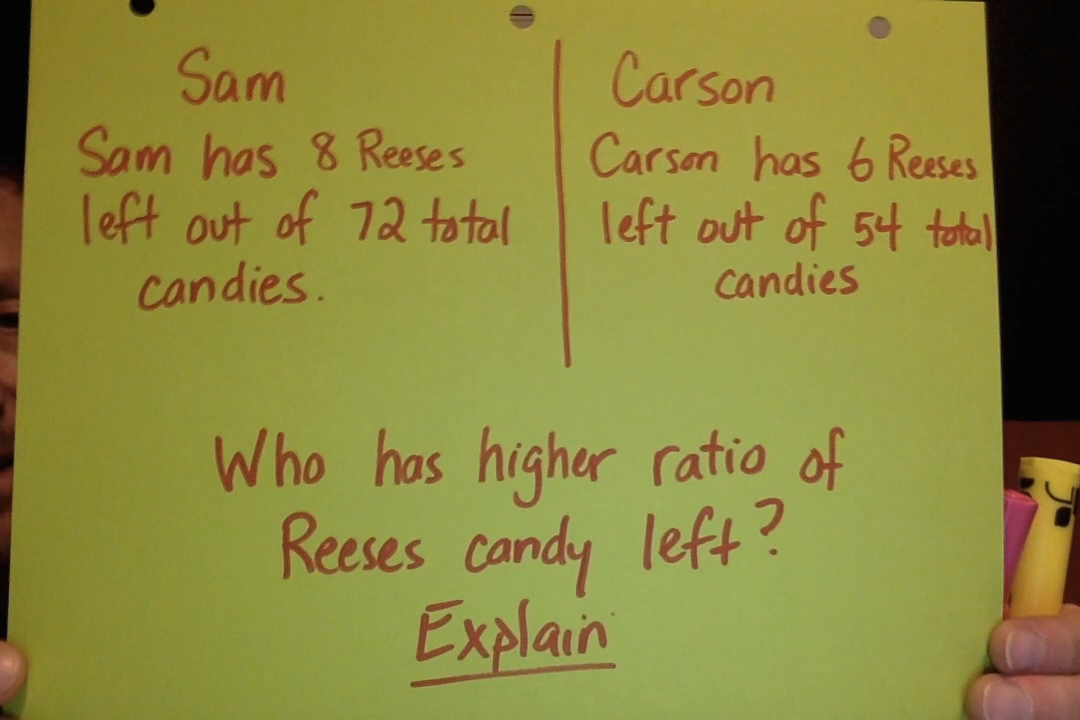 Sam
Sam has 8 Reeses
left out of 72 total
candies.
Carson
Carson has 6 Reeses
left out of 54 total
candies
Who has higher ratio of
Reeses candy left?
Explain